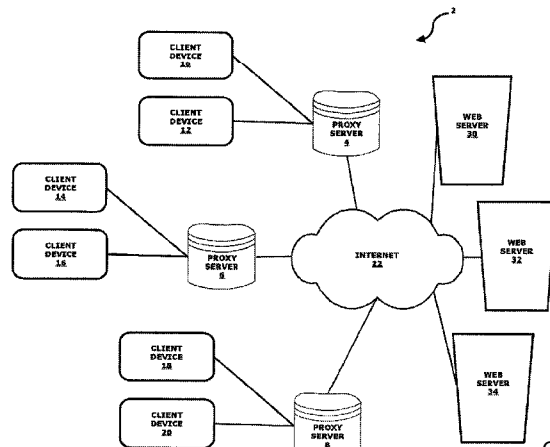 2
CLIENT
DEVICE
10
CLIENT
DEVICE
12
PROXY
SERVER
4
WEB
SERVER
30
CLIENT
DEVICE
14
CLIENT
DEVICE
16
PROXY
SERVER
6
INTERNET
22
WEB
SERVER
32
CLIENT
DEVICE
18
CLIENT
DEVICE
20
PROXY
SERVER
8
WEB
SERVER
34